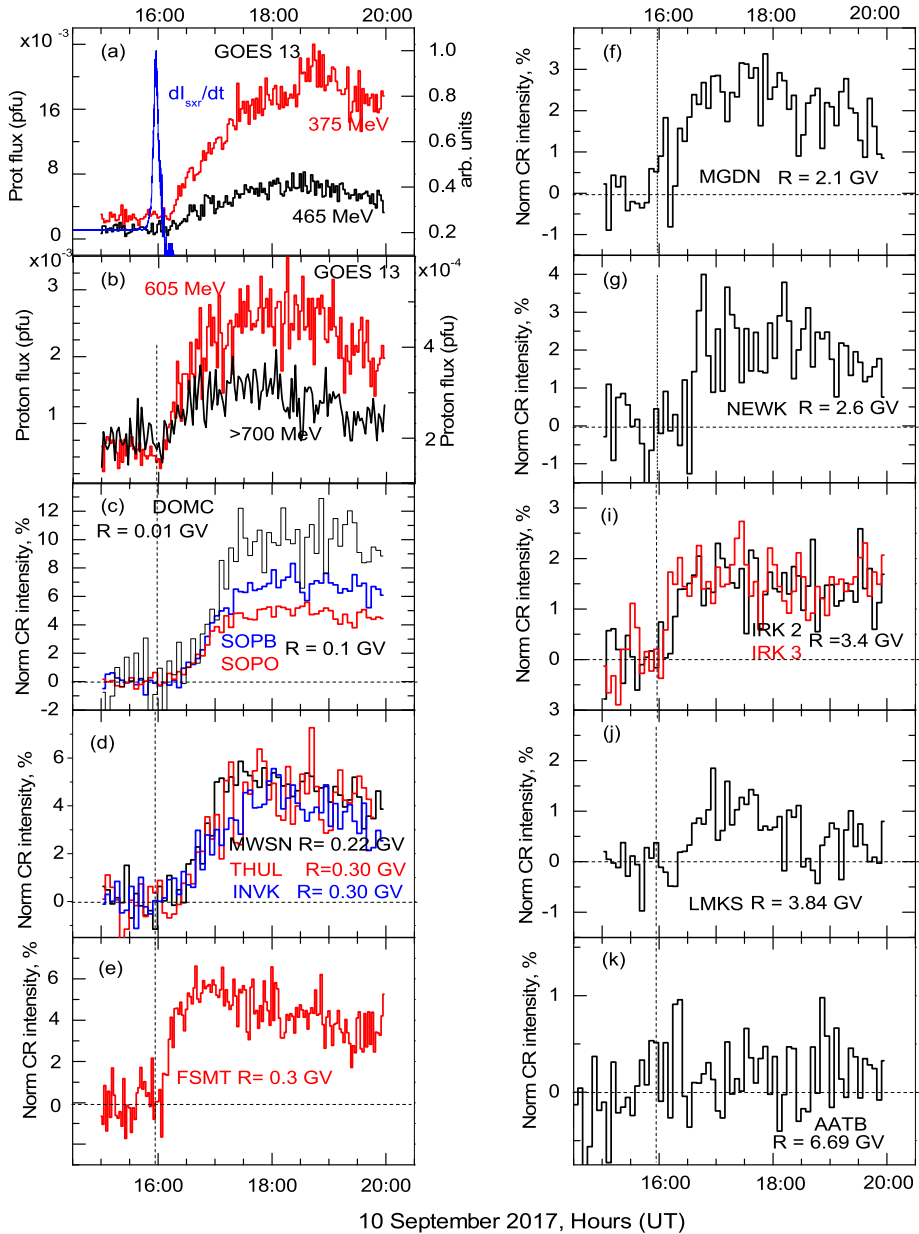 16:00 18:00 20:00
x10 -3
(a)
GOES 13
dI sxr/dt
375 MeV
465 MeV
Prot flux (pfu)
16
8
0
1.0
0.8
0.6
0.4
0.2
arb. units
x10 -3
(b)
GOES 13
x10 -4
605 MeV
>700 MeV
Proton flux (pfu)
3
2
1
4
2
Proton flux (pfu)
(c)
DOMC
R = 0.01 GV
SOPB
SOPO
R = 0.1 GV
Norm CR intensity, %
12
10
8
6
4
2
0
-2
(d)
MWSN R= 0.22 GV
THUL R=0.30 GV
INVK R= 0.30 GV
Norm CR intensity, %
6
4
2
0
(e)
FSMT R= 0.3 GV
Norm CR intensity, %
6
4
2
0
16:00 18:00 20:00
16:00 18:00 20:00
(f)
MGDN R = 2.1 GV
Norm CR intensity, %
4
3
2
1
0
-1
(g)
NEWK R = 2.6 GV
Norm CR intensity, %
4
3
2
1
0
-1
(i)
IRK 2
IRK 3
R =3.4 GV
Norm CR intensity, %
3
2
1
0
3
(j)
LMKS R = 3.84 GV
Norm CR intensity, %
2
1
0
-1
(k)
AATB
R = 6.69 GV
Norm CR intensity, %
1
0
16:00 18:00 20:00
10 September 2017, Hours (UT)